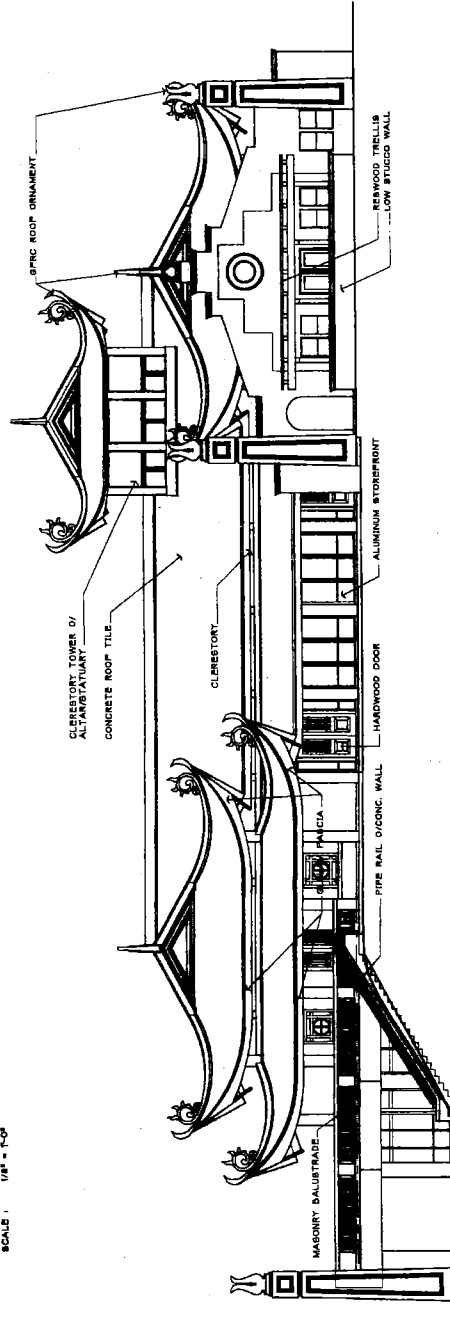 SCALE : 1/8" = 1'-0"
GFRC ROOF ORNAMENT
CLERESTORY TOWER O/
ALTAR/STATUARY
CONCRETE ROOF TILE
CLERESTORY
FASCIA
MASONRY BALUSTRADE
PIPE RAIL O/CONC. WALL
HARDWOOD DOOR
ALUMINUM STOREFRONT
REDWOOD TRELLIS
LOW STUCCO WALL